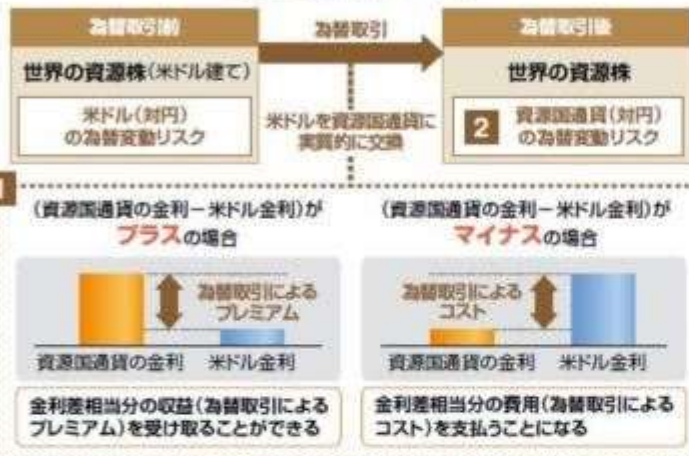 為替取引前
為替取引
為替取引後
世界の資源株(米ドル建て)
世界の資源株
米ドル(対円)
の為替変動リスク
米ドルを資源国通貨に
実質的に交換
2
資源国通貨(対円)
の為替変動リスク
(資源国通貨の金利－米ドル金利)が
プラスの場合
(資源国通貨の金利－米ドル金利)が
マイナスの場合
為替取引による
プレミアム
為替取引による
コスト
資源国通貨の金利
米ドル金利
資源国通貨の金利
米ドル金利
金利差相当分の収益(為替取引による
プレミアム)を受け取ることができる
金利差相当分の費用(為替取引による
コスト)を支払うことになる